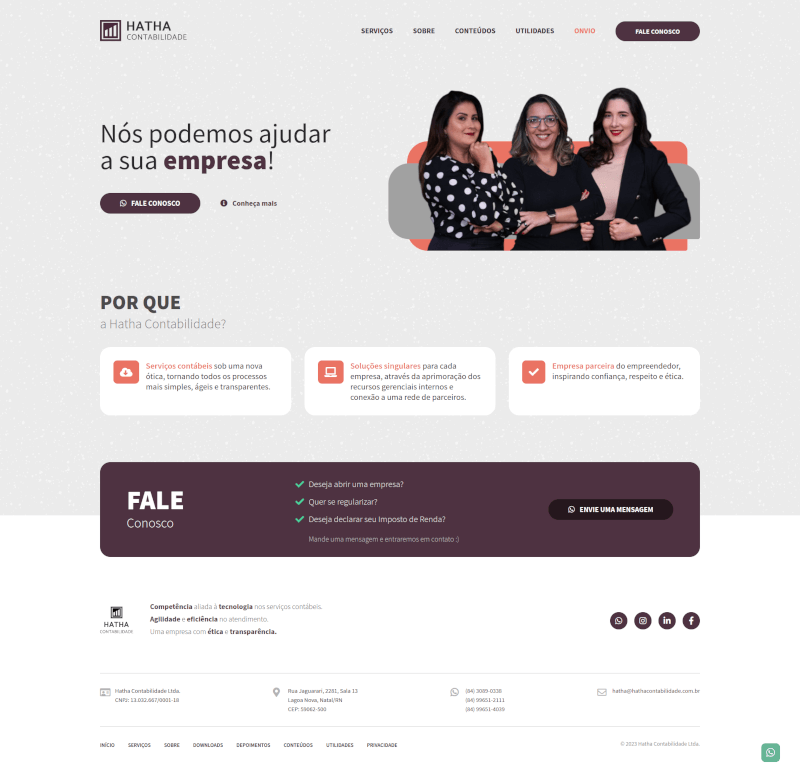 HATHA
CONTABILIDADE
SERVIÇOS SOBRE CONTEÚDOS UTILIDADES ONVIO FALE CONOSCO
Nós podemos ajudar
a sua empresa!
FALE CONOSCO Conheça mais
POR QUE
a Hatha Contabilidade?
Serviços contábeis sob uma nova
ótica, tornando todos os processos
mais simples, ágeis e transparentes.
Soluções singulares para cada
empresa, através da aprimoração dos
recursos gerenciais internos e
conexão a uma rede de parceiros.
Empresa parceira do empreendedor,
inspirando confiança, respeito e ética.
FALE
Conosco
Deseja abrir uma empresa?
Quer se regularizar?
Deseja declarar seu Imposto de Renda?
Mande uma mensagem e entraremos em contato :)
ENVIE UMA MENSAGEM
HATHA
CONTABILIDADE
Competência aliada à tecnologia nos serviços contábeis.
Agilidade e eficiência no atendimento.
Uma empresa com ética e transparência.
Hatha Contabilidade Ltda.
CNPJ: 13.032.667/0001-18
Rua Jaguarari, 2281, Sala 13
Lagoa Nova, Natal/RN
CEP: 59062-500
(84) 3089-0338
(84) 99651-2111
(84) 99651-4039
hatha@hathacontabilidade.com.br
INÍCIO SERVIÇOS SOBRE DOWNLOADS DEPOIMENTOS CONTEÚDOS UTILIDADES PRIVACIDADE
© 2023 Hatha Contabilidade Ltda.